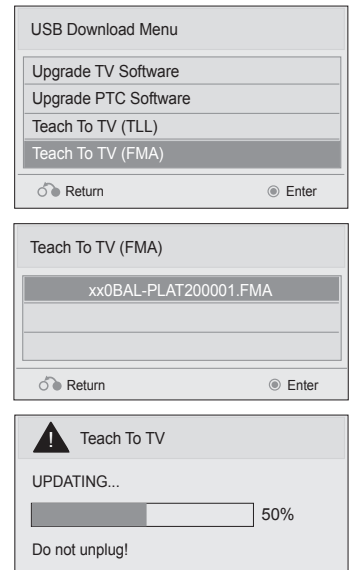 USB Download Menu
Upgrade TV Software
Upgrade PTC Software
Teach To TV (TLL)
Teach To TV (FMA)
Return Enter
Teach To TV (FMA)
xx0BAL-PLAT200001.FMA
Return Enter
! Teach To TV
UPDATING...
50%
Do not unplug!